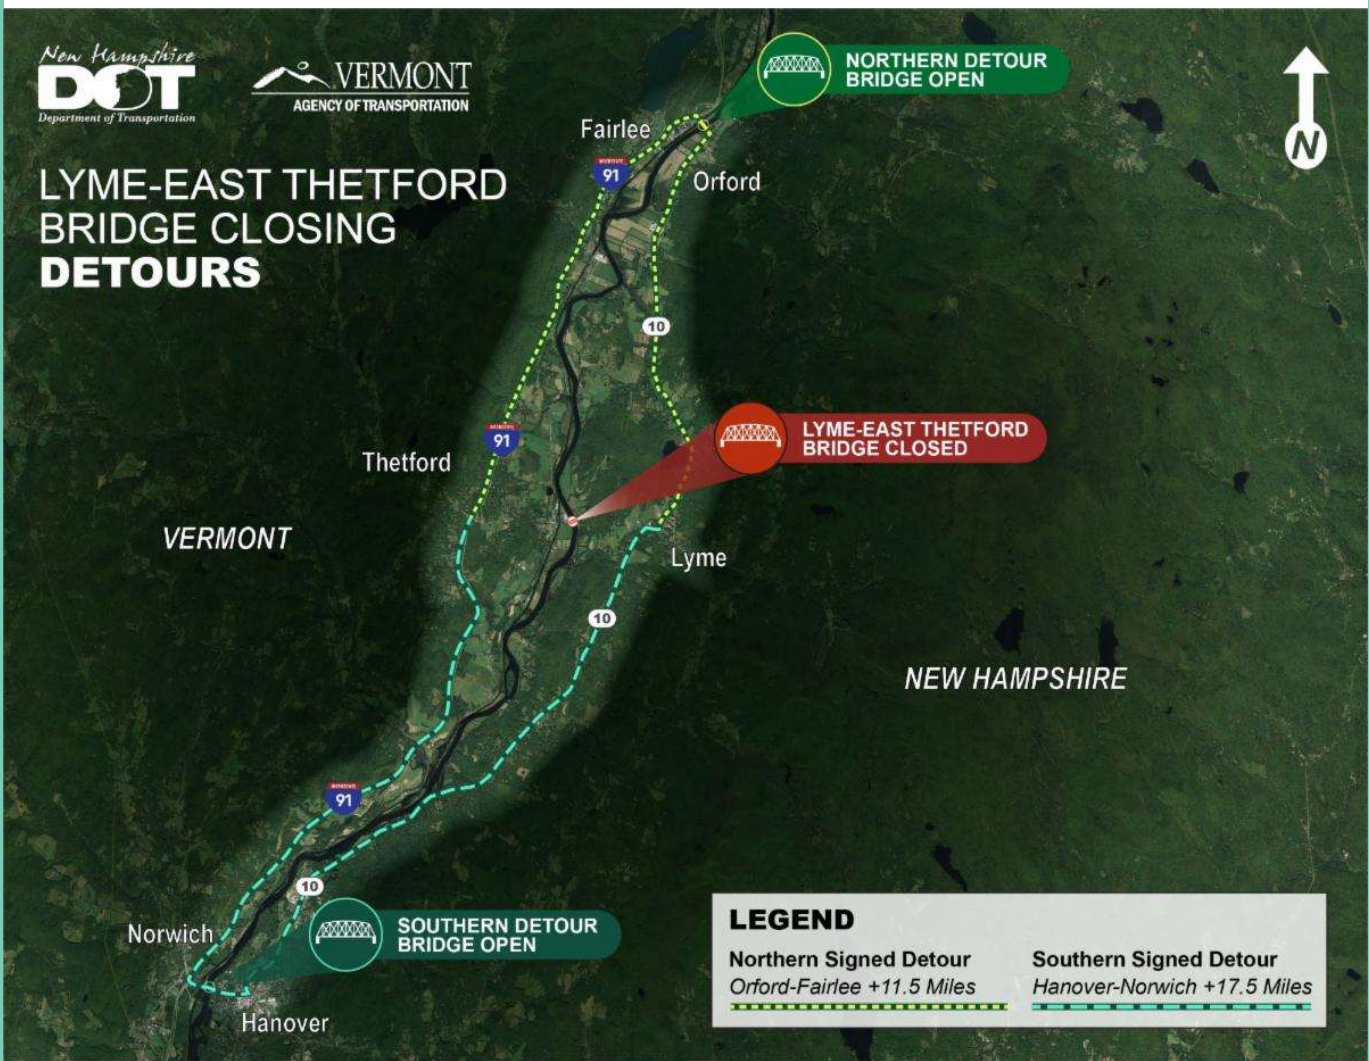 New Hampshire
DOT
Department of Transportation
VERMONT
AGENCY OF TRANSPORTATION
LYME-EAST THETFORD
BRIDGE CLOSING
DETOURS
NORTHERN DETOUR
BRIDGE OPEN
N
Fairlee
91
Orford
10
LYME-EAST THETFORD
BRIDGE CLOSED
91
Thetford
VERMONT
Lyme
10
NEW HAMPSHIRE
91
10
Norwich
SOUTHERN DETOUR
BRIDGE OPEN
Hanover
LEGEND
Northern Signed Detour
Orford-Fairlee +11.5 Miles
Southern Signed Detour
Hanover-Norwich +17.5 Miles